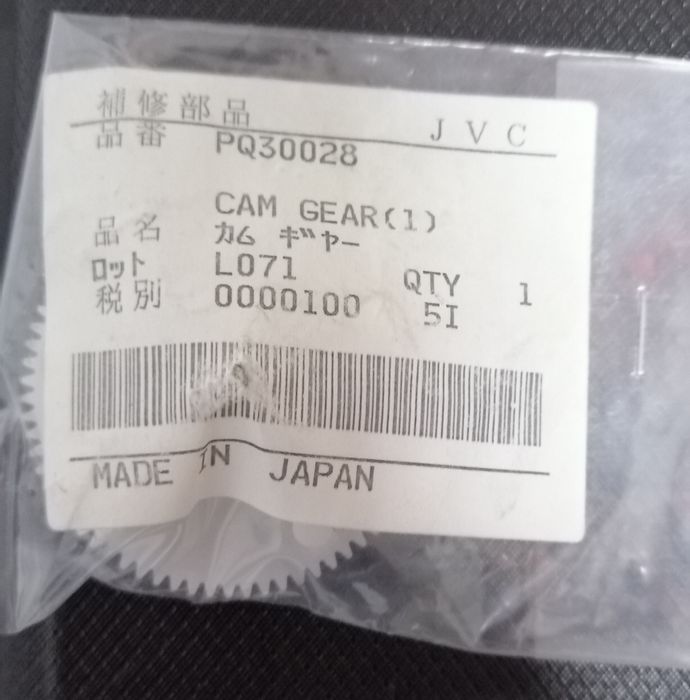 補修部品 JVC
品番 PQ30028
CAM GEAR(1)
品名 カム ギヤー
ロット L071 QTY 1
税別 0000100 5I
MADE IN JAPAN